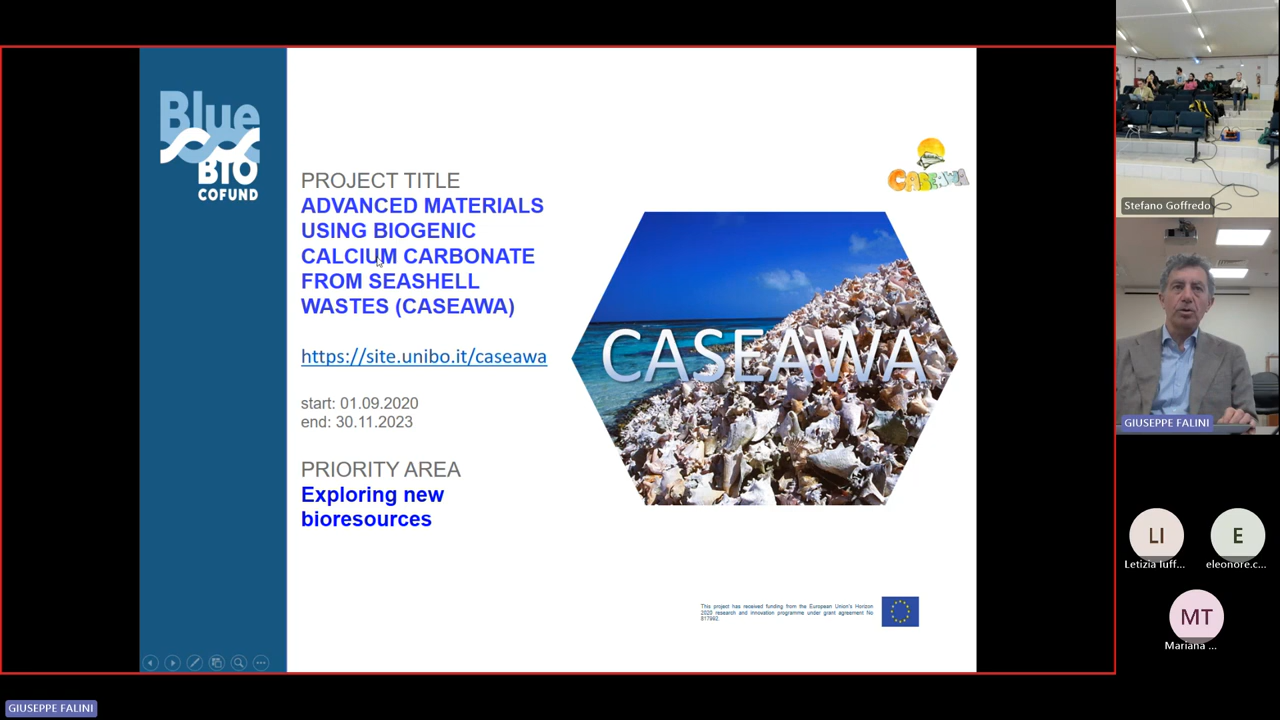 Blue
BIO
COFUND
PROJECT TITLE
ADVANCED MATERIALS
USING BIOGENIC
CALCIUM CARBONATE
FROM SEASHELL
WASTES (CASEAWA)
https://site.unibo.it/caseawa
start: 01.09.2020
end: 30.11.2023
PRIORITY AREA
Exploring new
bioresources
CASEAWA
CASEAWA
This project has received funding from the European Union's Horizon
2020 research and innovation programme under grant agreement No
817992.
Stefano Goffredo
GIUSEPPE FALINI
LI
Letizia Iuff...
E
eleonore.c...
MT
Mariana ...
GIUSEPPE FALINI